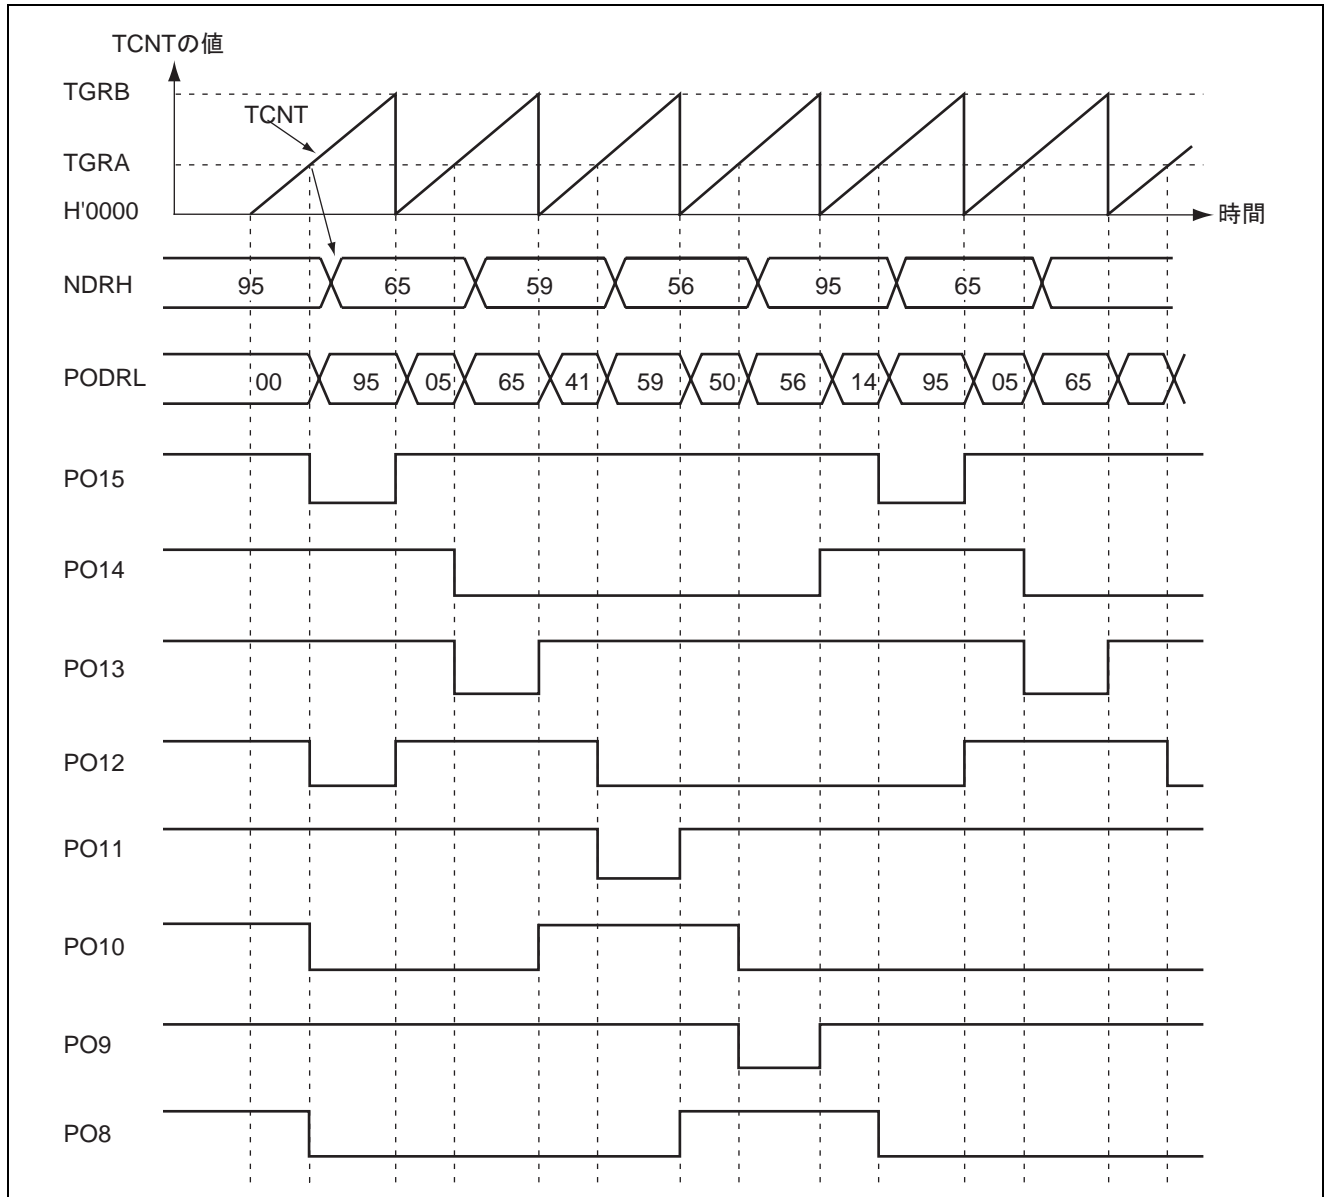 TCNTの値
TGRB
TCNT
TGRA
H'0000
時間
NDRH 95 65 59 56 95 65
PODRL 00 95 05 65 41 59 50 56 14 95 05 65
PO15
PO14
PO13
PO12
PO11
PO10
PO9
PO8